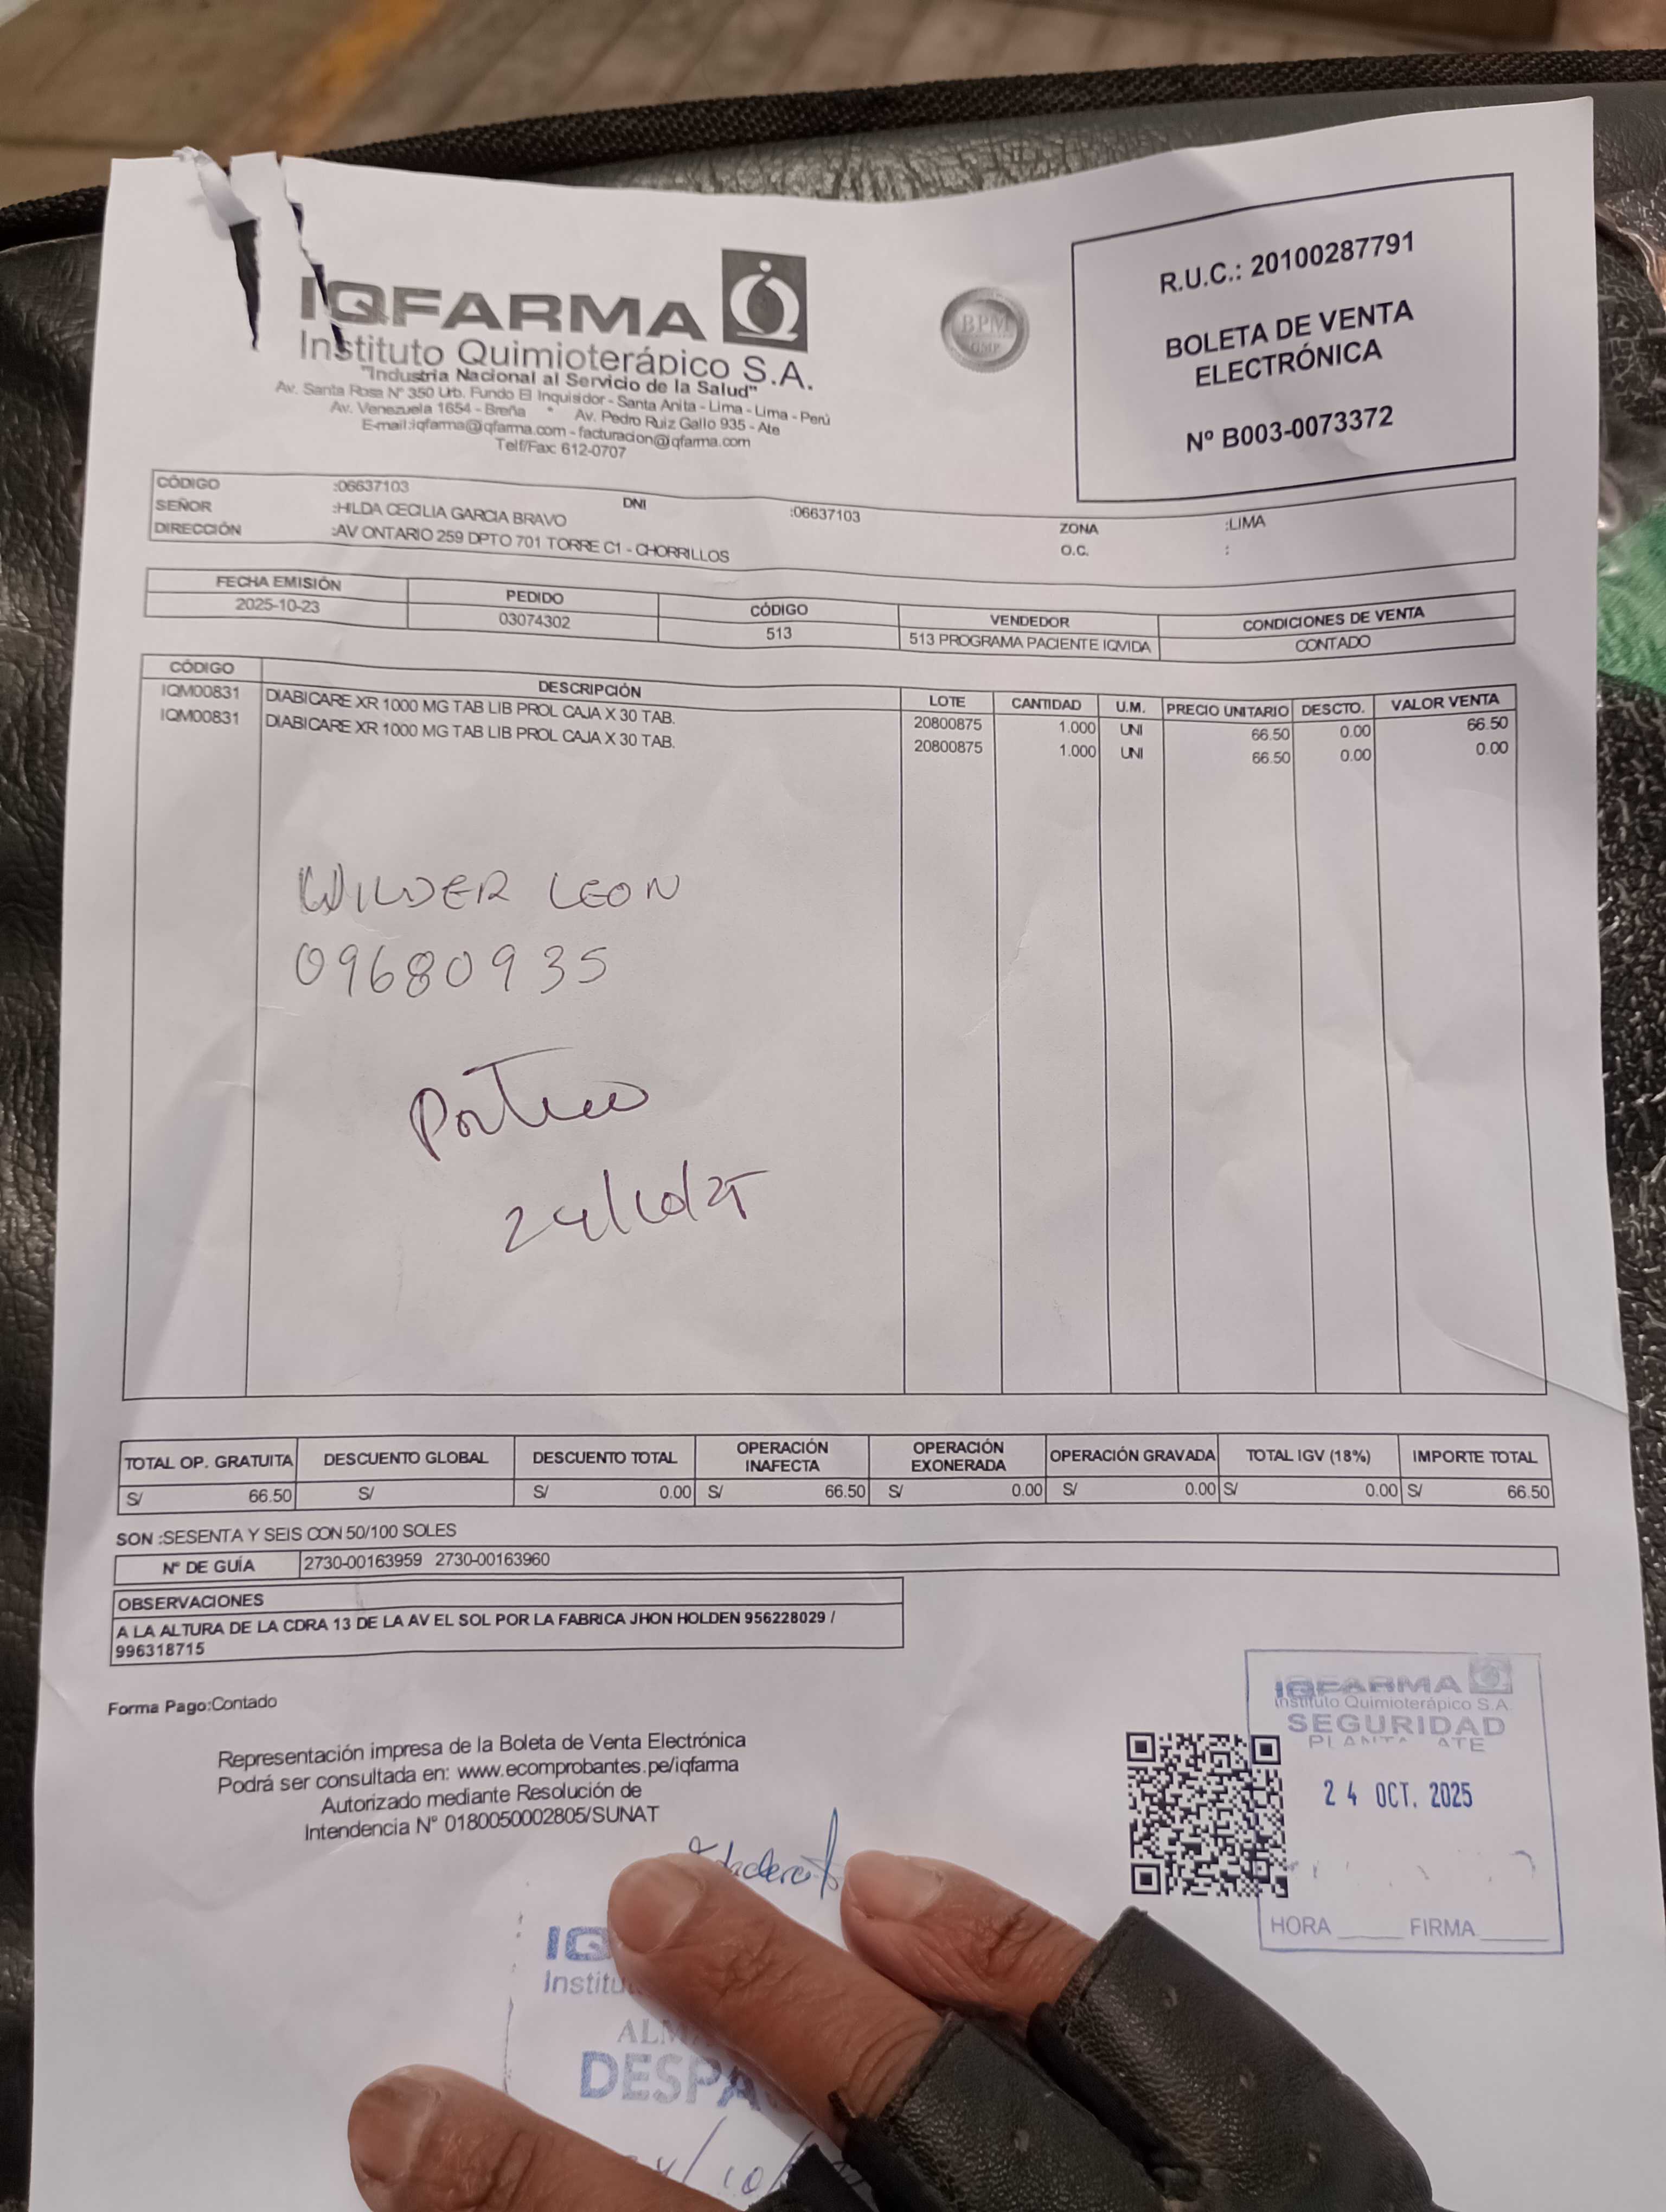 IQFARMA
Instituto Quimioterápico S.A.
"Industria Nacional al Servicio de la Salud"
Av. Santa Rosa Nº 350 Urb. Fundo El Inquisidor - Santa Anita - Lima - Lima - Perú
Av. Venezuela 1654 - Breña * Av. Pedro Ruiz Gallo 935 - Ate
E-mail:iqfarma@iqfarma.com - facturacion@iqfarma.com
Telf/Fax: 612-0707
BPM
GMP
R.U.C.: 20100287791
BOLETA DE VENTA
ELECTRÓNICA
Nº B003-0073372
CÓDIGO :06637103
SEÑOR :HILDA CECILIA GARCIA BRAVO DNI :06637103 ZONA :LIMA
DIRECCIÓN :AV ONTARIO 259 DPTO 701 TORRE C1 - CHORRILLOS O.C. :
FECHA EMISIÓN PEDIDO CÓDIGO VENDEDOR CONDICIONES DE VENTA
2025-10-23 03074302 513 513 PROGRAMA PACIENTE IQVIDA CONTADO
CÓDIGO DESCRIPCIÓN LOTE CANTIDAD U.M. PRECIO UNITARIO DESCTO. VALOR VENTA
IQM00831 DIABICARE XR 1000 MG TAB LIB PROL CAJA X 30 TAB. 20800875 1.000 UNI 66.50 0.00 66.50
IQM00831 DIABICARE XR 1000 MG TAB LIB PROL CAJA X 30 TAB. 20800875 1.000 UNI 66.50 0.00 0.00
WILDER LEON
09680935
24/10/25
TOTAL OP. GRATUITA DESCUENTO GLOBAL DESCUENTO TOTAL OPERACIÓN INAFECTA OPERACIÓN EXONERADA OPERACIÓN GRAVADA TOTAL IGV (18%) IMPORTE TOTAL
S/ 66.50 S/ S/ 0.00 S/ 66.50 S/ 0.00 S/ 0.00 S/ 0.00 S/ 66.50
SON :SESENTA Y SEIS CON 50/100 SOLES
Nº DE GUÍA 2730-00163959 2730-00163960
OBSERVACIONES
A LA ALTURA DE LA CDRA 13 DE LA AV EL SOL POR LA FABRICA JHON HOLDEN 956228029 /
996318715
Forma Pago:Contado
Representación impresa de la Boleta de Venta Electrónica
Podrá ser consultada en: www.ecomprobantes.pe/iqfarma
Autorizado mediante Resolución de
Intendencia N° 0180050002805/SUNAT
IQFARMA
Instituto Quimioterápico S.A.
SEGURIDAD
PLANTA ATE
24 OCT. 2025
HORA FIRMA